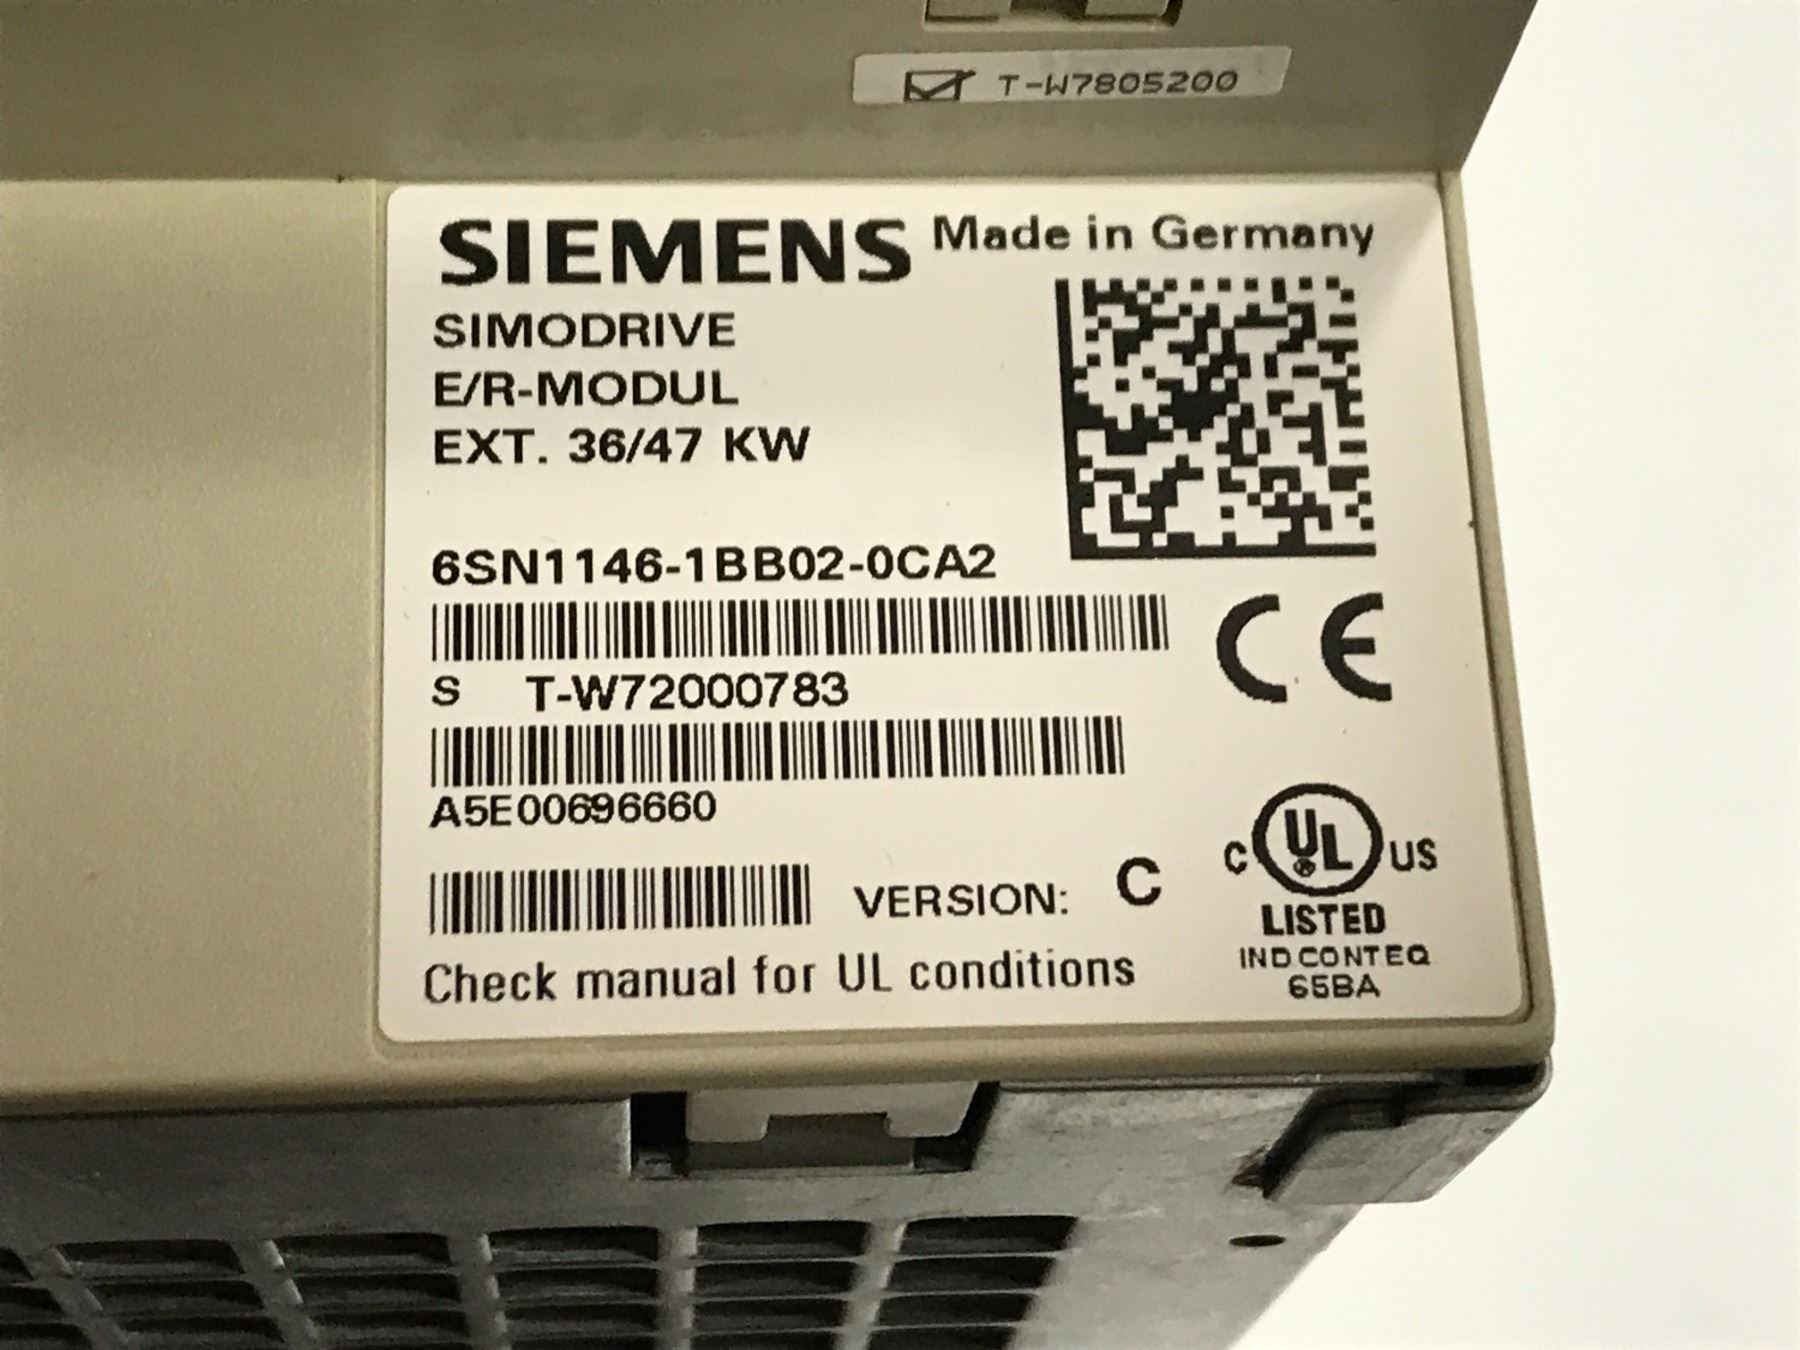 T-W7805200
SIEMENS Made in Germany
SIMODRIVE
E/R-MODUL
EXT. 36/47 KW
6SN1146-1BB02-0CA2
CE
S T-W72000783
A5E00696660
VERSION: C
C UL ® US
LISTED
IND CONT EQ
65BA
Check manual for UL conditions